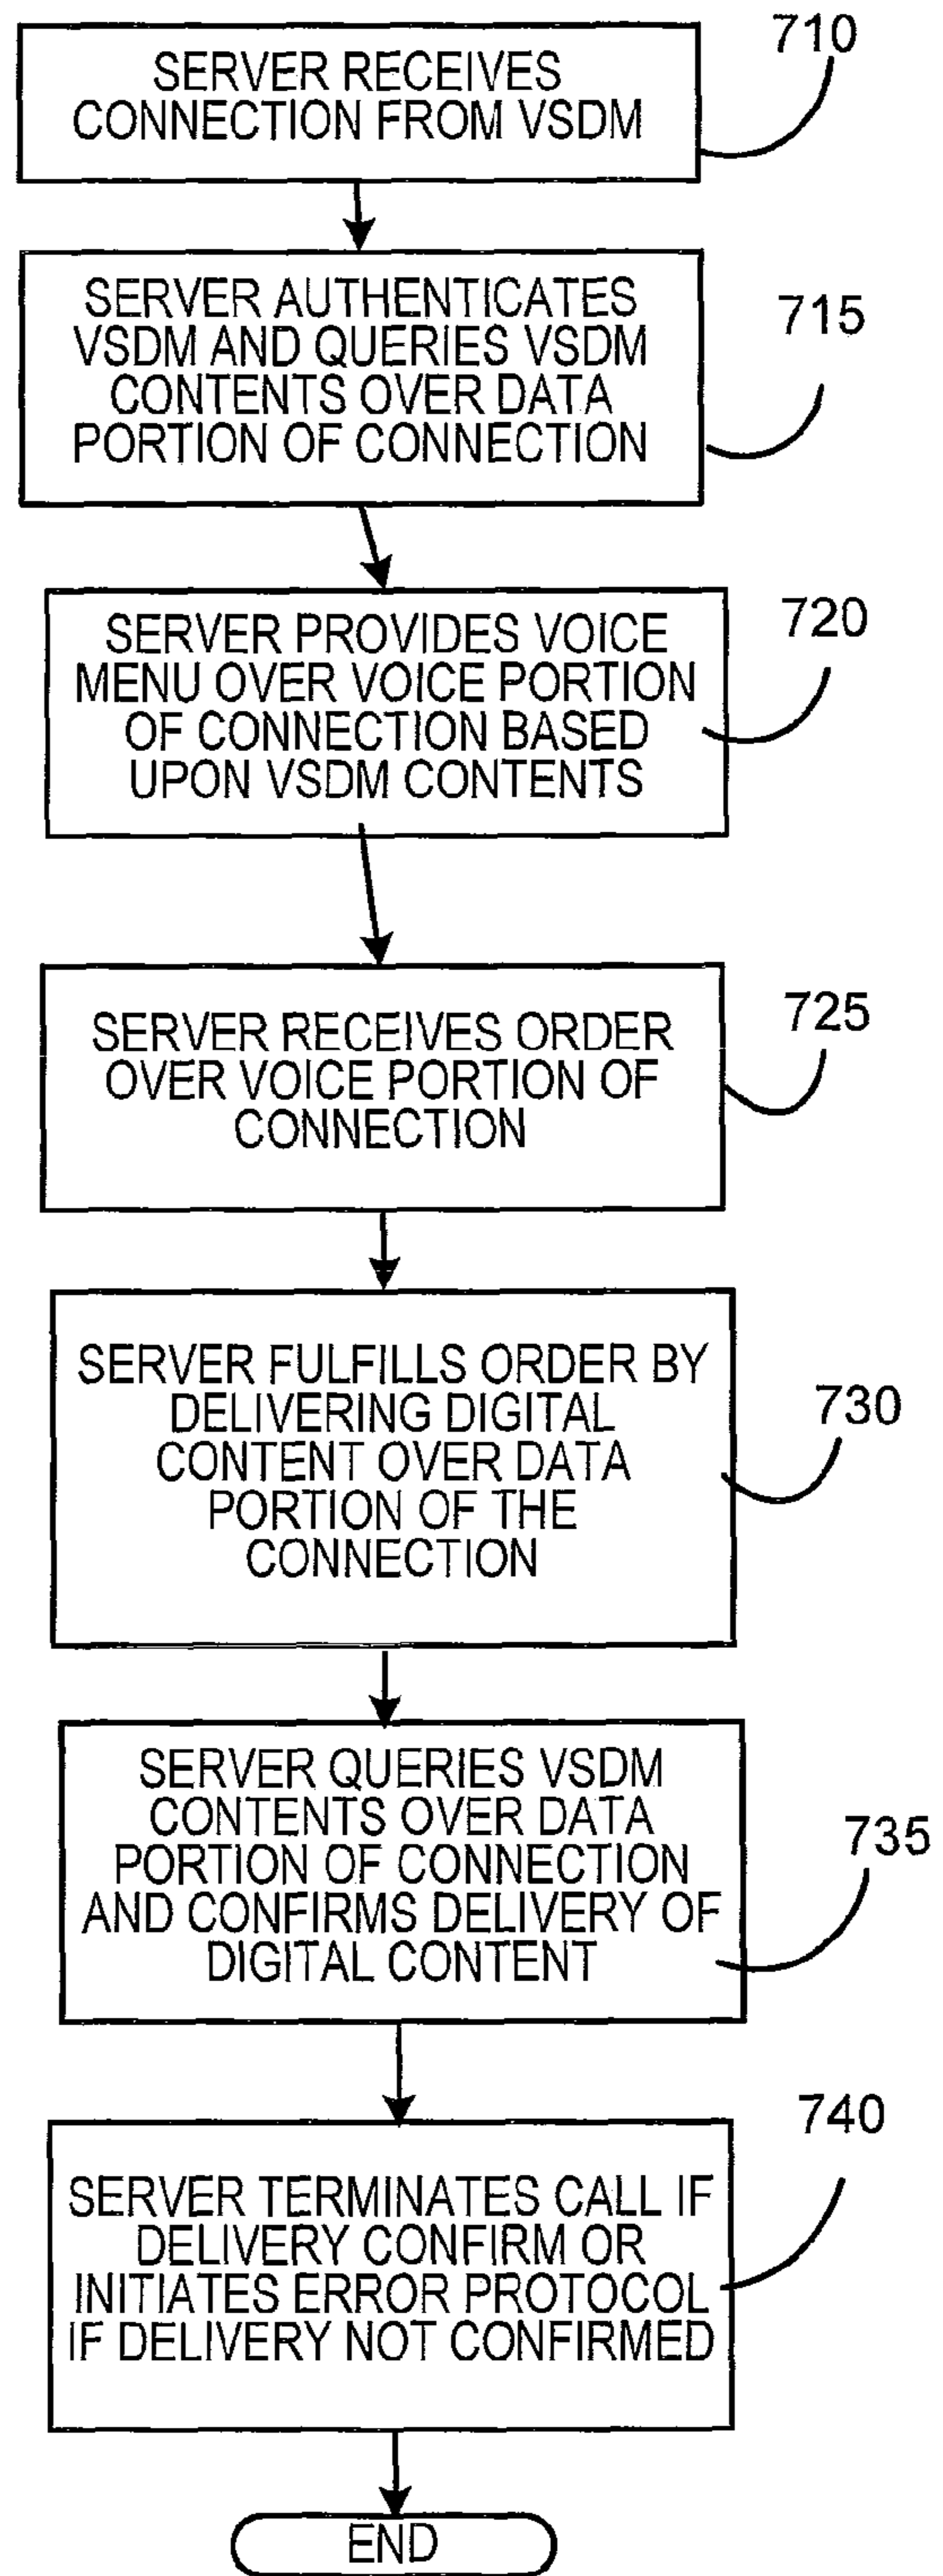 710
SERVER RECEIVES
CONNECTION FROM VSDM
715
SERVER AUTHENTICATES
VSDM AND QUERIES VSDM
CONTENTS OVER DATA
PORTION OF CONNECTION
720
SERVER PROVIDES VOICE
MENU OVER VOICE PORTION
OF CONNECTION BASED
UPON VSDM CONTENTS
725
SERVER RECEIVES ORDER
OVER VOICE PORTION OF
CONNECTION
730
SERVER FULFILLS ORDER BY
DELIVERING DIGITAL
CONTENT OVER DATA
PORTION OF THE
CONNECTION
735
SERVER QUERIES VSDM
CONTENTS OVER DATA
PORTION OF CONNECTION
AND CONFIRMS DELIVERY OF
DIGITAL CONTENT
740
SERVER TERMINATES CALL IF
DELIVERY CONFIRM OR
INITIATES ERROR PROTOCOL
IF DELIVERY NOT CONFIRMED
END